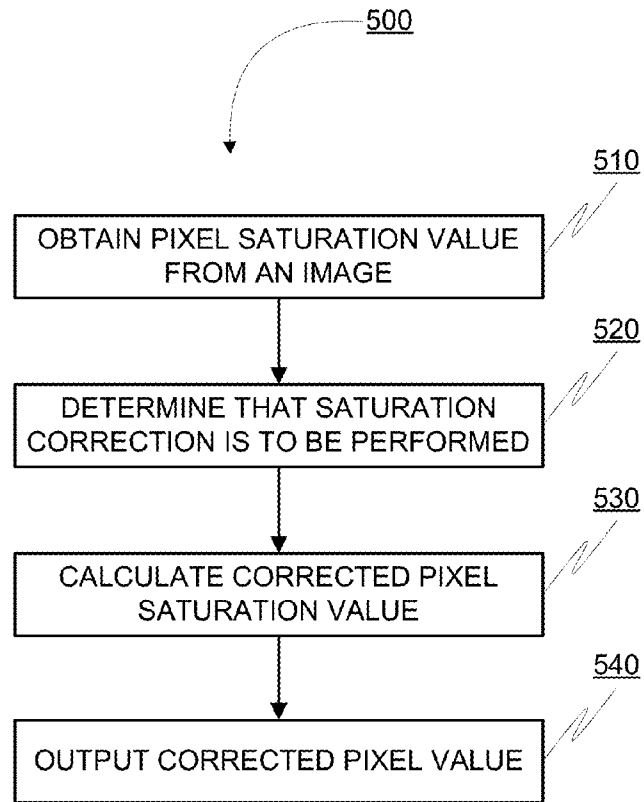 500
510
OBTAIN PIXEL SATURATION VALUE
FROM AN IMAGE
520
DETERMINE THAT SATURATION
CORRECTION IS TO BE PERFORMED
530
CALCULATE CORRECTED PIXEL
SATURATION VALUE
540
OUTPUT CORRECTED PIXEL VALUE